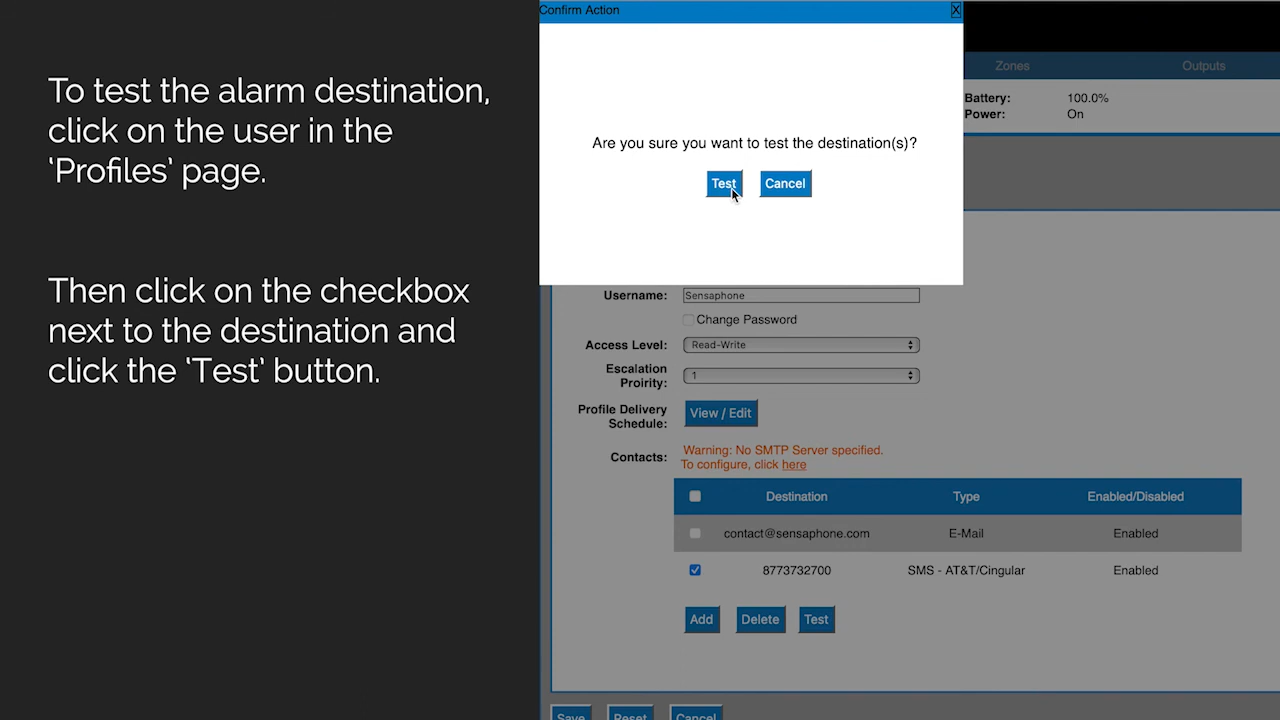 To test the alarm destination,
click on the user in the
‘Profiles’ page.
Then click on the checkbox
next to the destination and
click the ‘Test’ button.
Confirm Action X
Are you sure you want to test the destination(s)?
Test Cancel
Zones Outputs
Battery: 100.0%
Power: On
Username: Sensaphone
Change Password
Access Level: Read-Write
Escalation
Proirity: 1
Profile Delivery
Schedule: View / Edit
Contacts: Warning: No SMTP Server specified.
To configure, click here
Destination Type Enabled/Disabled
contact@sensaphone.com E-Mail Enabled
8773732700 SMS - AT&T/Cingular Enabled
Add Delete Test
Save Reset Cancel